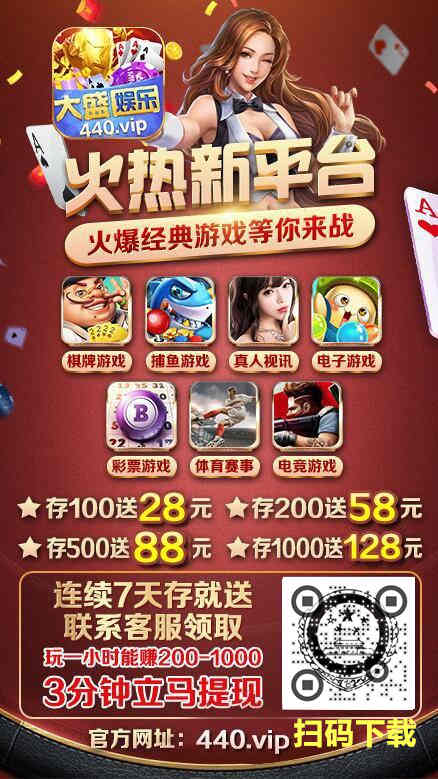 大盛 娱乐
440.vip
火热新平台
火爆经典游戏等你来战
棋牌游戏 捕鱼游戏 真人视讯 电子游戏
彩票游戏 体育赛事 电竞游戏
存100送28元 存200送58元
存500送88元 存1000送128元
连续7天存就送
联系客服领取
玩一小时能赚200-1000
3分钟立马提现
官方网址：440.vip 扫码下载